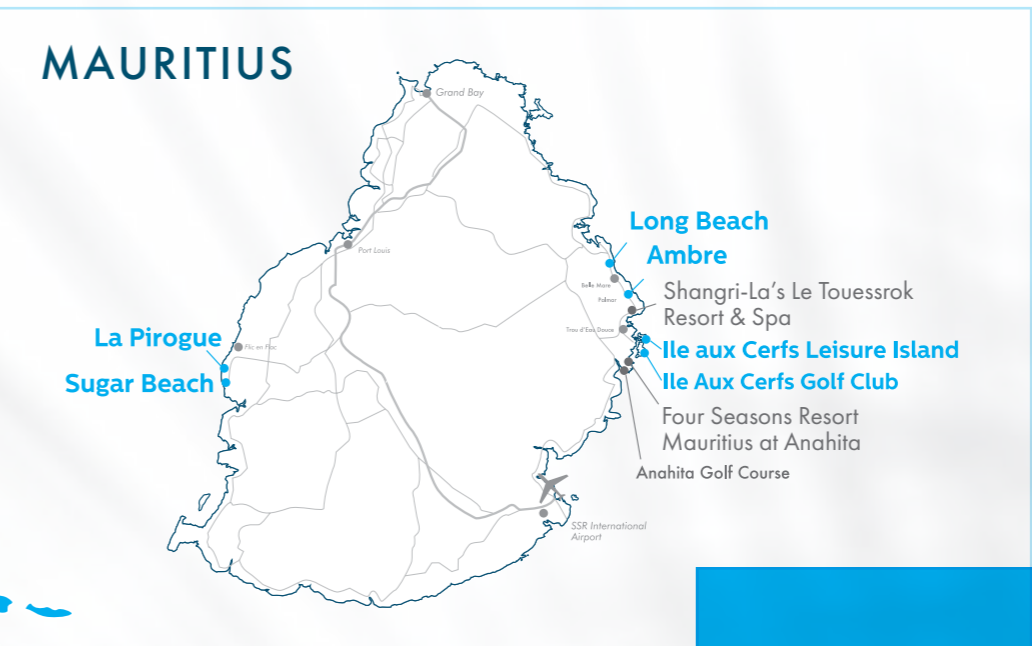 MAURITIUS
Grand Bay
Long Beach
Port Louis
Ambre
Belle Mare
Shangri-La's Le Touessrok
Palmar
Resort & Spa
Trou d'Eau Douce
La Pirogue
Flic en Flac
Ile aux Cerfs Leisure Island
Sugar Beach
Ile Aux Cerfs Golf Club
Four Seasons Resort
Mauritius at Anahita
Anahita Golf Course
SSR International
Airport